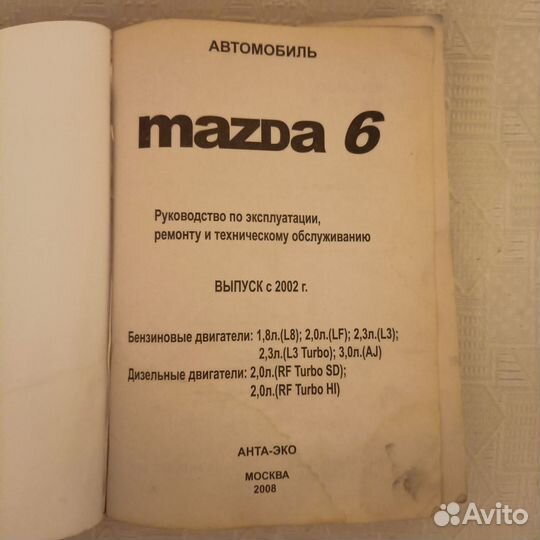 АВТОМОБИЛЬ
mazda 6
Руководство по эксплуатации,
ремонту и техническому обслуживанию
ВЫПУСК с 2002 г.
Бензиновые двигатели: 1,8л.(L8); 2,0л.(LF); 2,3л.(L3);
2,3л.(L3 Turbo); 3,0л.(AJ)
Дизельные двигатели: 2,0л.(RF Turbo SD);
2,0л.(RF Turbo HI)
АНТА-ЭКО
МОСКВА
2008
Avito